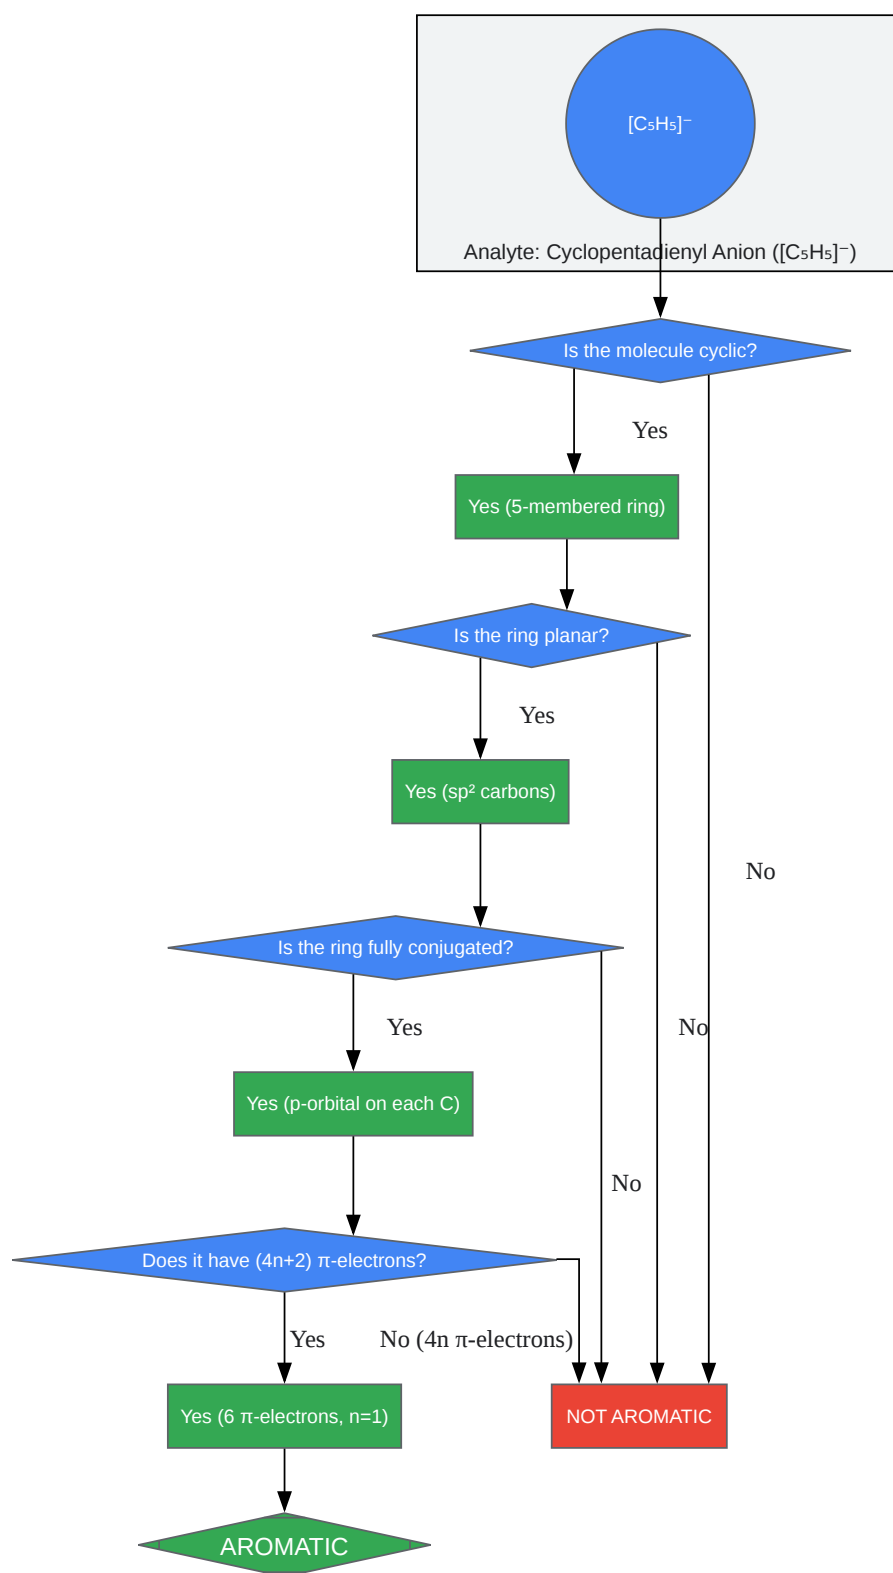 [C₅H₅]⁻
Analyte: Cyclopentadienyl Anion ([C₅H₅]⁻)
Is the molecule cyclic?
Yes
Yes (5-membered ring)
Is the ring planar?
Yes
Yes (sp² carbons)
No
Is the ring fully conjugated?
Yes
No
Yes (p-orbital on each C)
No
Does it have (4n+2) π-electrons?
Yes
No (4n π-electrons)
Yes (6 π-electrons, n=1)
NOT AROMATIC
AROMATIC